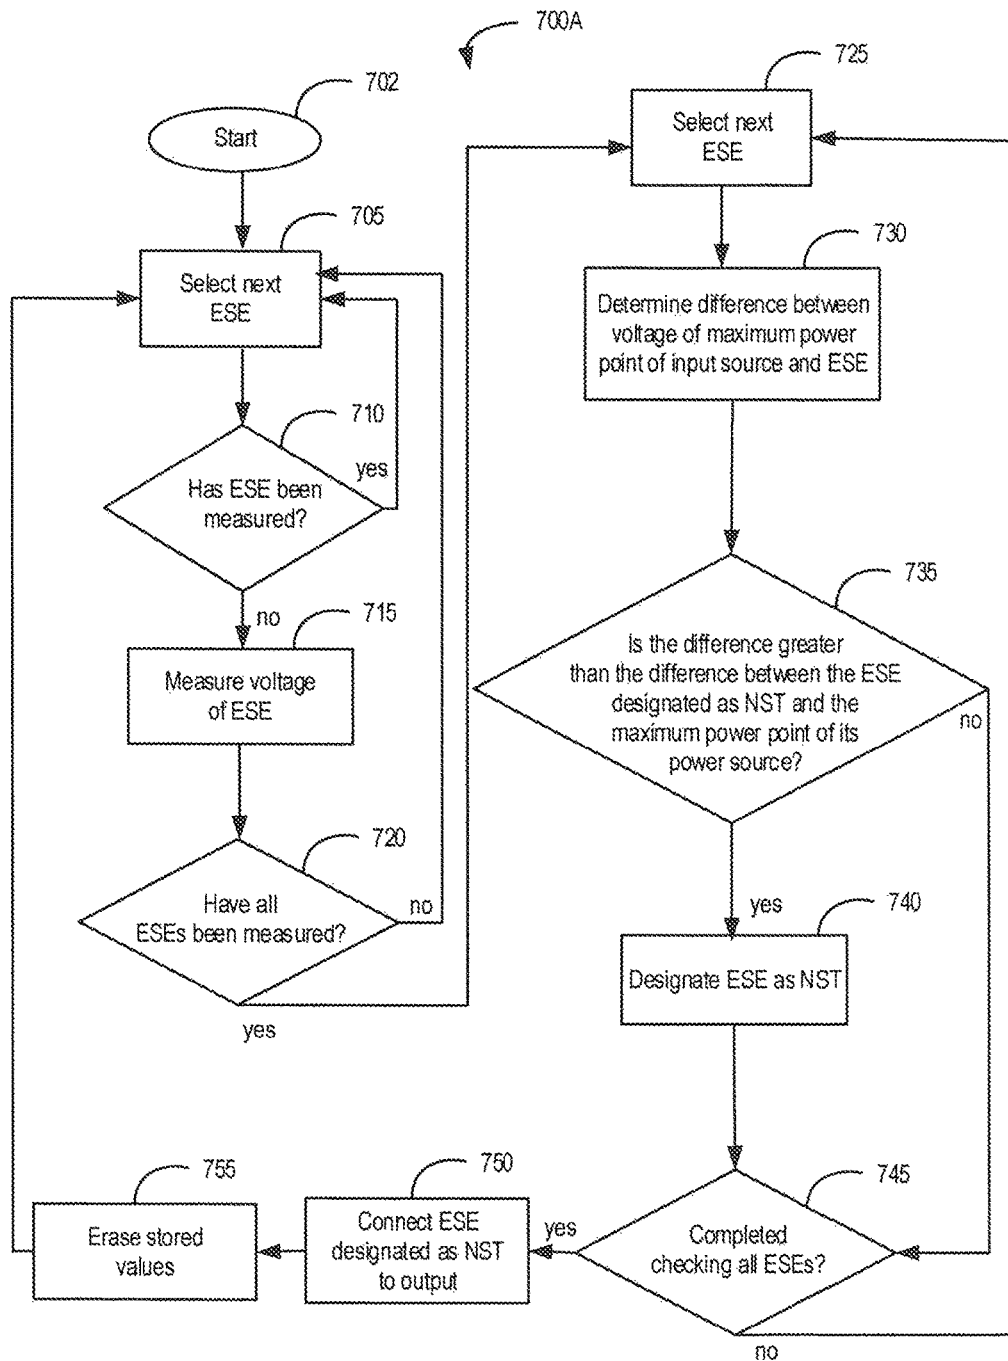 700A
702
Start
705
Select next
ESE
710
yes
Has ESE been
measured?
no
715
Measure voltage
of ESE
720
Have all
ESEs been measured?
no
yes
725
Select next
ESE
730
Determine difference between
voltage of maximum power
point of input source and ESE
735
Is the difference greater
than the difference between the ESE
designated as NST and the
maximum power point of its
power source?
no
yes
740
Designate ESE as NST
745
Completed
checking all ESEs?
yes
no
750
Connect ESE
designated as NST
to output
755
Erase stored
values